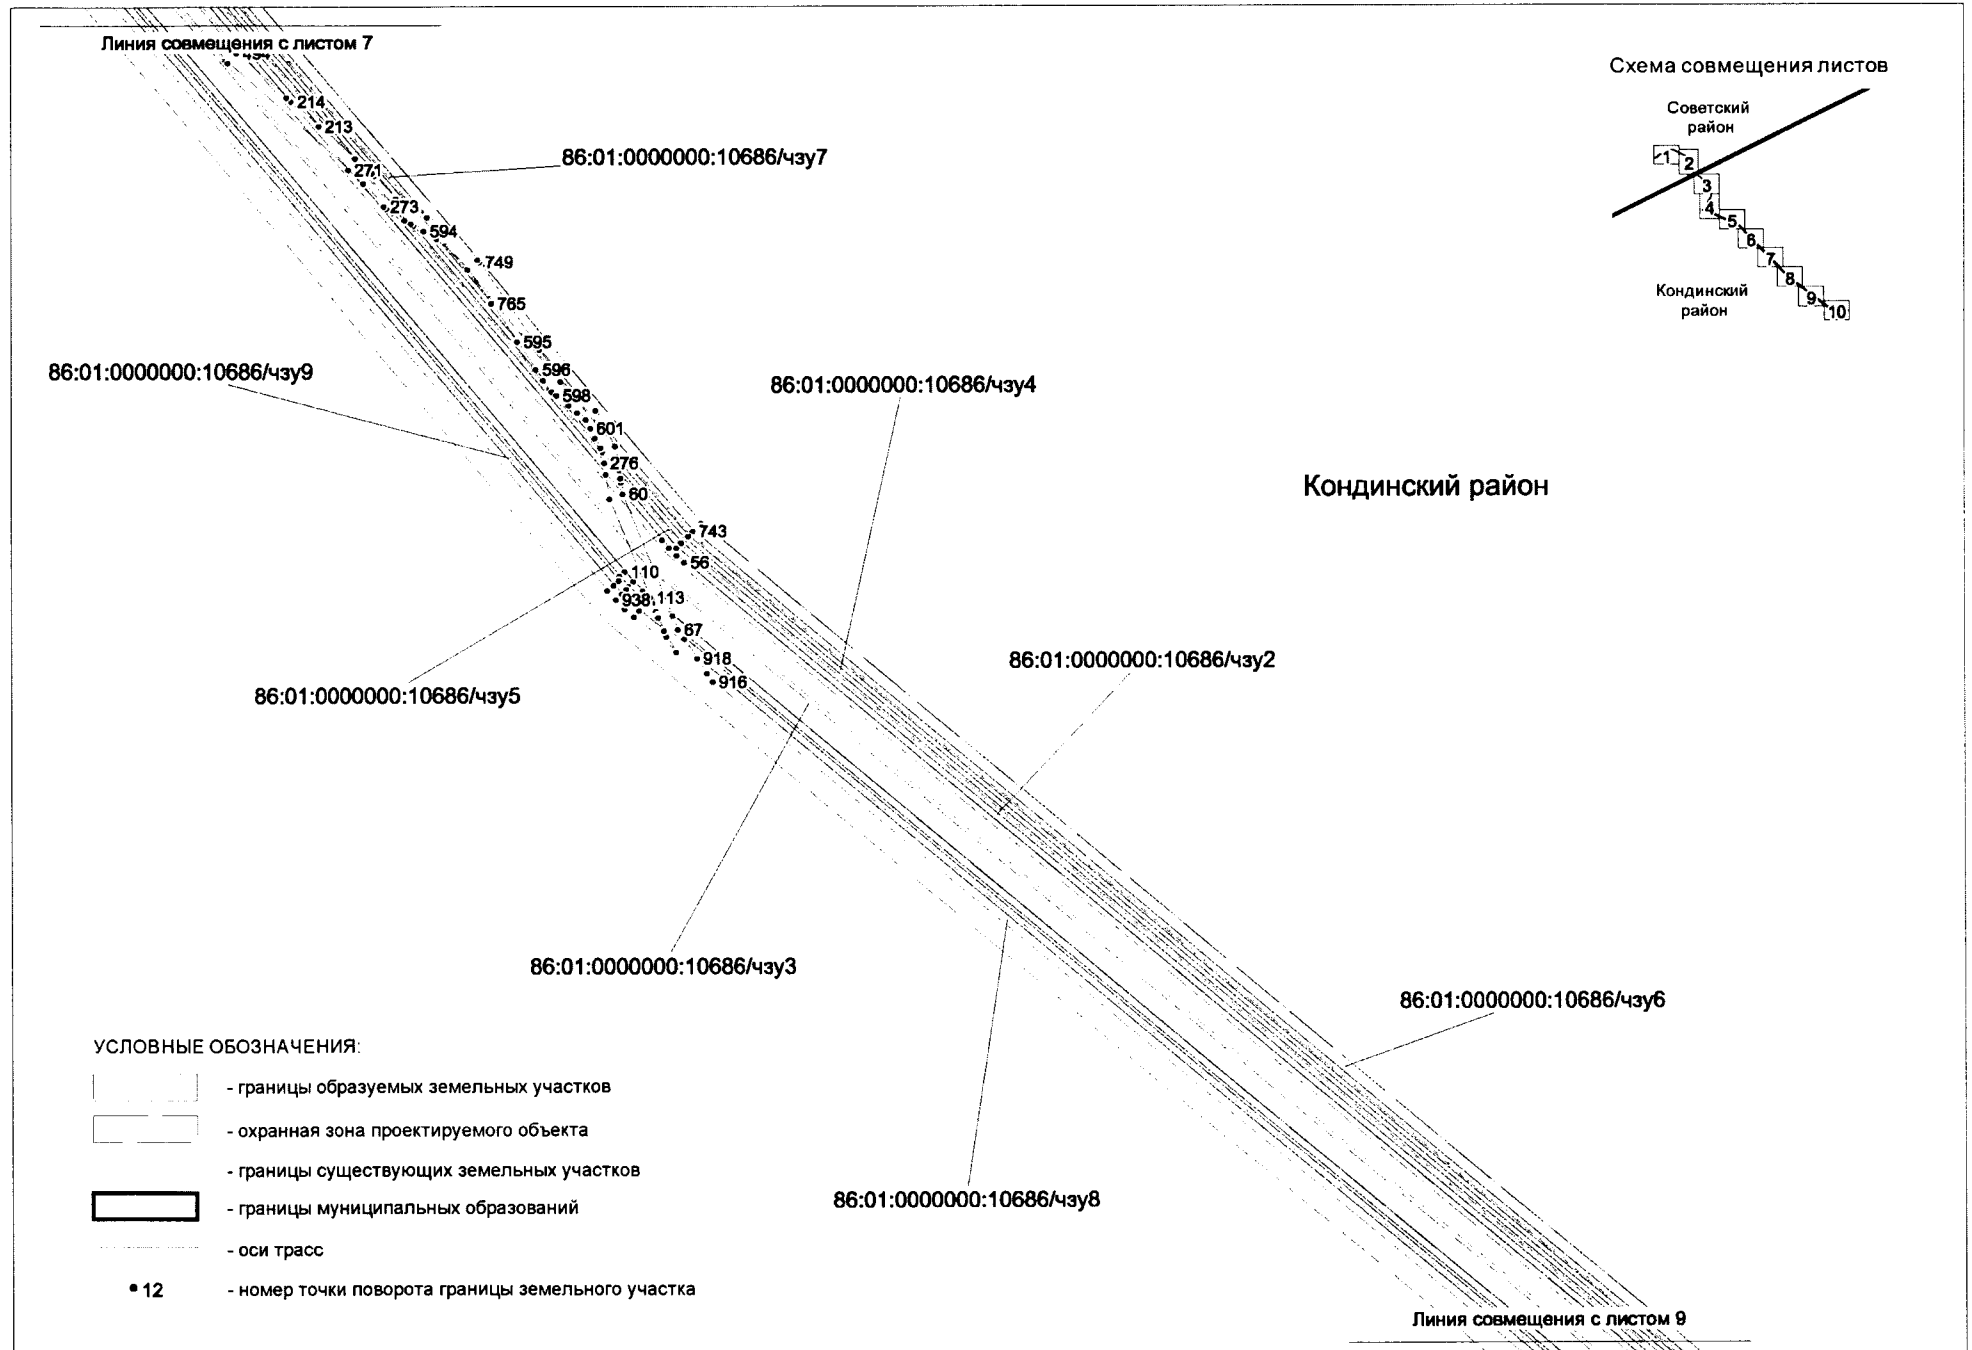 Линия совмещения с листом 7
494
214
213
271
273
594
749
765
595
596
598
601
276
60
743
56
110
113
938
67
918
916
86:01:0000000:10686/чзу7
86:01:0000000:10686/чзу9
86:01:0000000:10686/чзу4
86:01:0000000:10686/чзу5
86:01:0000000:10686/чзу2
86:01:0000000:10686/чзу3
86:01:0000000:10686/чзу6
86:01:0000000:10686/чзу8
Схема совмещения листов
Советский
район
1
2
3
4
5
6
7
8
9
10
Кондинский
район
Кондинский район
УСЛОВНЫЕ ОБОЗНАЧЕНИЯ:
- границы образуемых земельных участков
- охранная зона проектируемого объекта
- границы существующих земельных участков
- границы муниципальных образований
- оси трасс
12 - номер точки поворота границы земельного участка
Линия совмещения с листом 9